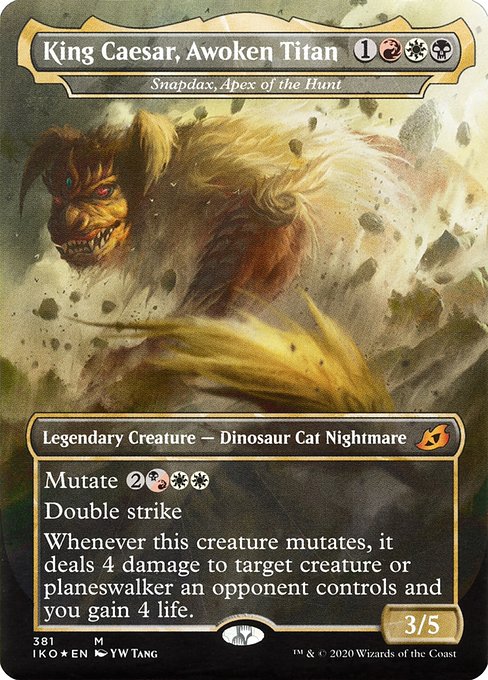 King Caesar, Awoken Titan 1
Snapdax, Apex of the Hunt
Legendary Creature — Dinosaur Cat Nightmare
Mutate 2
Double strike
Whenever this creature mutates, it
deals 4 damage to target creature or
planeswalker an opponent controls and
you gain 4 life.
3/5
381 M
IKO★EN YW Tang
™ & © 2020 Wizards of the Coast